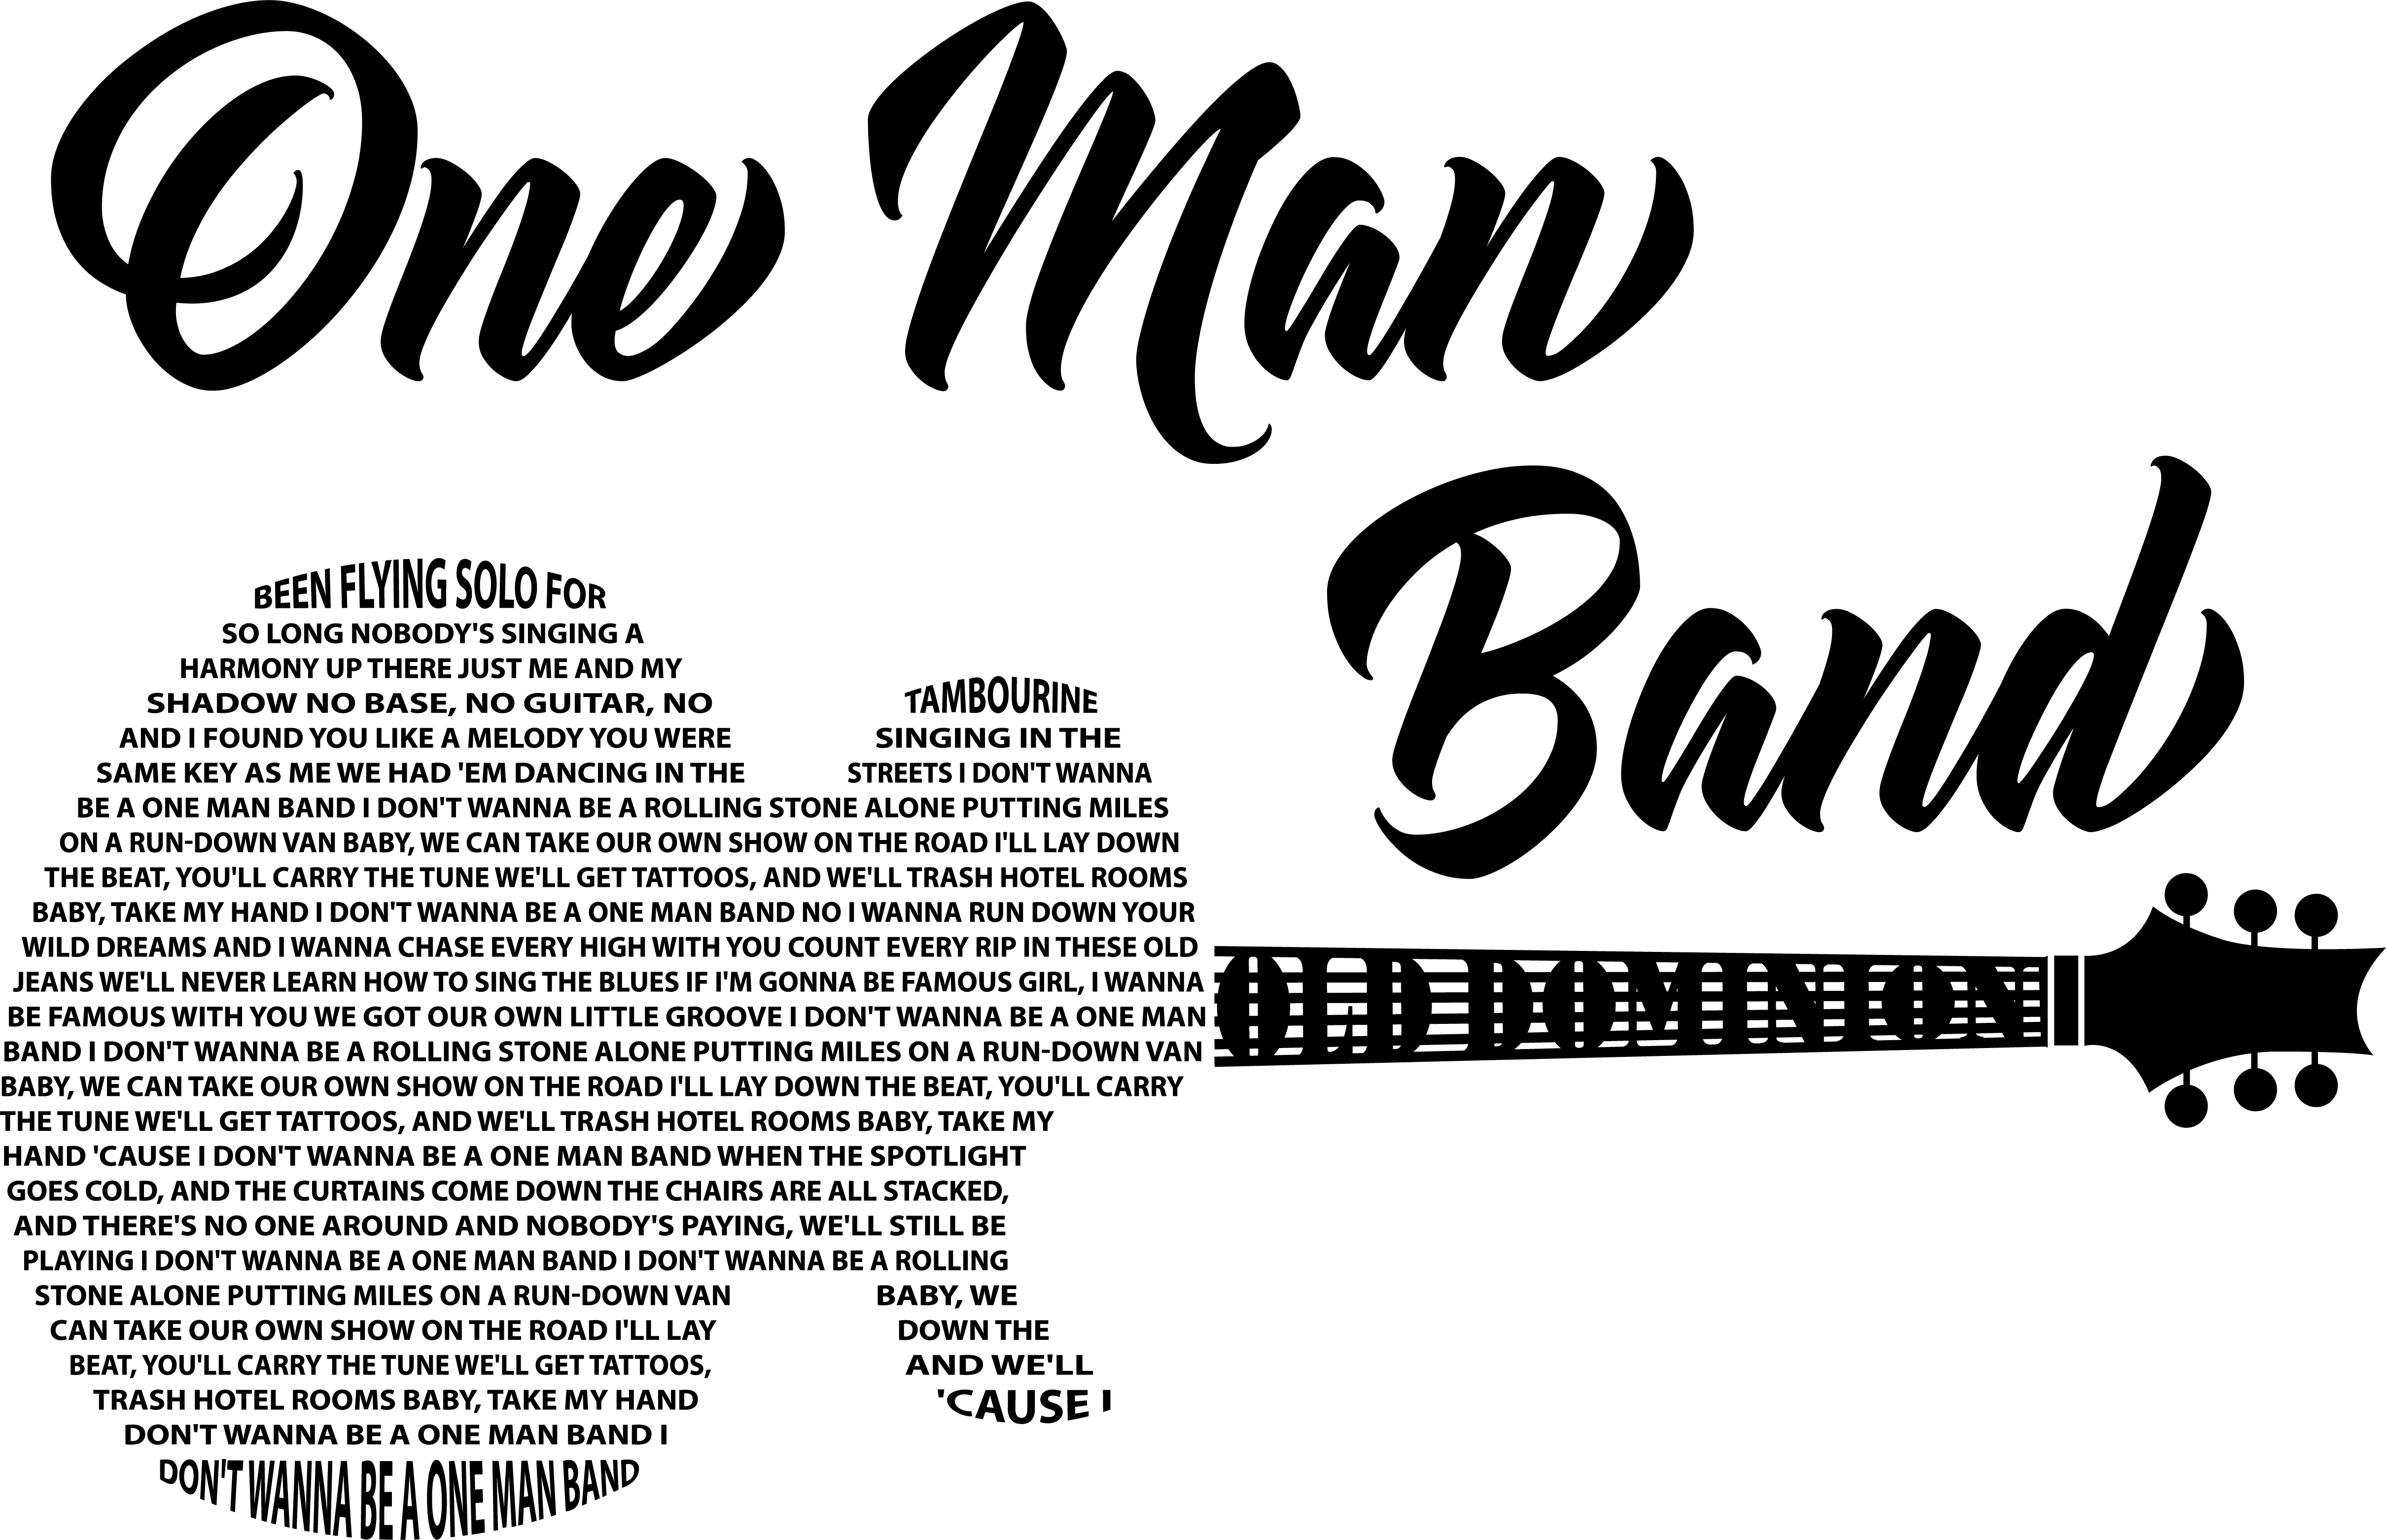 One Man
Band
BEEN FLYING SOLO FOR
SO LONG NOBODY'S SINGING A
HARMONY UP THERE JUST ME AND MY
SHADOW NO BASE, NO GUITAR, NO TAMBOURINE
AND I FOUND YOU LIKE A MELODY YOU WERE SINGING IN THE
SAME KEY AS ME WE HAD 'EM DANCING IN THE STREETS I DON'T WANNA
BE A ONE MAN BAND I DON'T WANNA BE A ROLLING STONE ALONE PUTTING MILES
ON A RUN-DOWN VAN BABY, WE CAN TAKE OUR OWN SHOW ON THE ROAD I'LL LAY DOWN
THE BEAT, YOU'LL CARRY THE TUNE WE'LL GET TATTOOS, AND WE'LL TRASH HOTEL ROOMS
BABY, TAKE MY HAND I DON'T WANNA BE A ONE MAN BAND NO I WANNA RUN DOWN YOUR
WILD DREAMS AND I WANNA CHASE EVERY HIGH WITH YOU COUNT EVERY RIP IN THESE OLD
JEANS WE'LL NEVER LEARN HOW TO SING THE BLUES IF I'M GONNA BE FAMOUS GIRL, I WANNA
BE FAMOUS WITH YOU WE GOT OUR OWN LITTLE GROOVE I DON'T WANNA BE A ONE MAN
BAND I DON'T WANNA BE A ROLLING STONE ALONE PUTTING MILES ON A RUN-DOWN VAN
BABY, WE CAN TAKE OUR OWN SHOW ON THE ROAD I'LL LAY DOWN THE BEAT, YOU'LL CARRY
THE TUNE WE'LL GET TATTOOS, AND WE'LL TRASH HOTEL ROOMS BABY, TAKE MY
HAND 'CAUSE I DON'T WANNA BE A ONE MAN BAND WHEN THE SPOTLIGHT
GOES COLD, AND THE CURTAINS COME DOWN THE CHAIRS ARE ALL STACKED,
AND THERE'S NO ONE AROUND AND NOBODY'S PAYING, WE'LL STILL BE
PLAYING I DON'T WANNA BE A ONE MAN BAND I DON'T WANNA BE A ROLLING
STONE ALONE PUTTING MILES ON A RUN-DOWN VAN BABY, WE
CAN TAKE OUR OWN SHOW ON THE ROAD I'LL LAY DOWN THE
BEAT, YOU'LL CARRY THE TUNE WE'LL GET TATTOOS, AND WE'LL
TRASH HOTEL ROOMS BABY, TAKE MY HAND 'CAUSE I
DON'T WANNA BE A ONE MAN BAND I
DON'T WANNA BE A ONE MAN BAND
OLD DOMINION